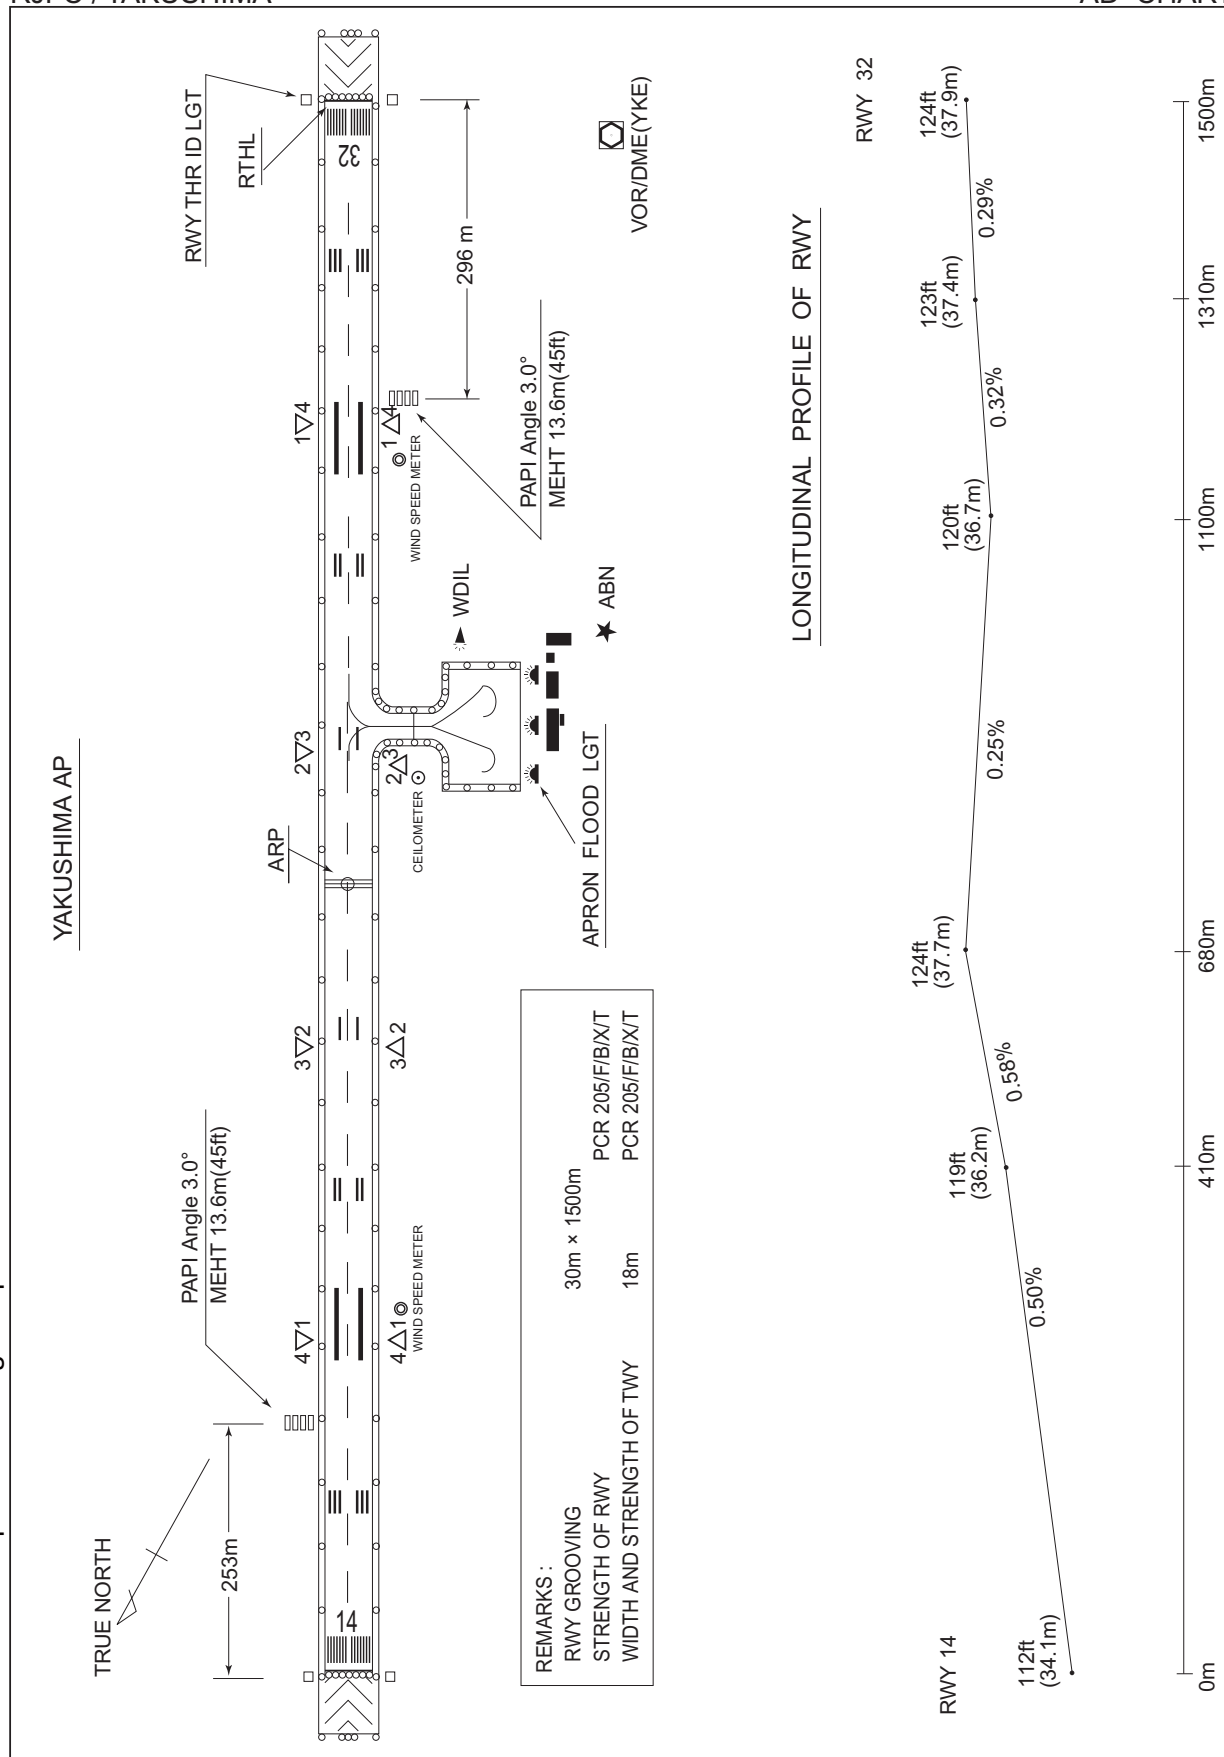 YAKUSHIMA AP
TRUE NORTH
253m
PAPI Angle 3.0°
MEHT 13.6m(45ft)
ARP
RWY THR ID LGT
RTHL
14
32
4▽1
3▽2
2▽3
1▽4
4△1
3△2
2△3
1△4
WIND SPEED METER
CEILOMETER
WIND SPEED METER
296 m
WDIL
PAPI Angle 3.0°
MEHT 13.6m(45ft)
ABN
APRON FLOOD LGT
VOR/DME(YKE)
REMARKS :
RWY GROOVING 30m × 1500m
STRENGTH OF RWY PCR 205/F/B/X/T
WIDTH AND STRENGTH OF TWY 18m PCR 205/F/B/X/T
LONGITUDINAL PROFILE OF RWY
RWY 14
RWY 32
112ft
(34.1m)
0.50%
119ft
(36.2m)
0.58%
124ft
(37.7m)
0.25%
120ft
(36.7m)
0.32%
123ft
(37.4m)
0.29%
124ft
(37.9m)
0m
410m
680m
1100m
1310m
1500m